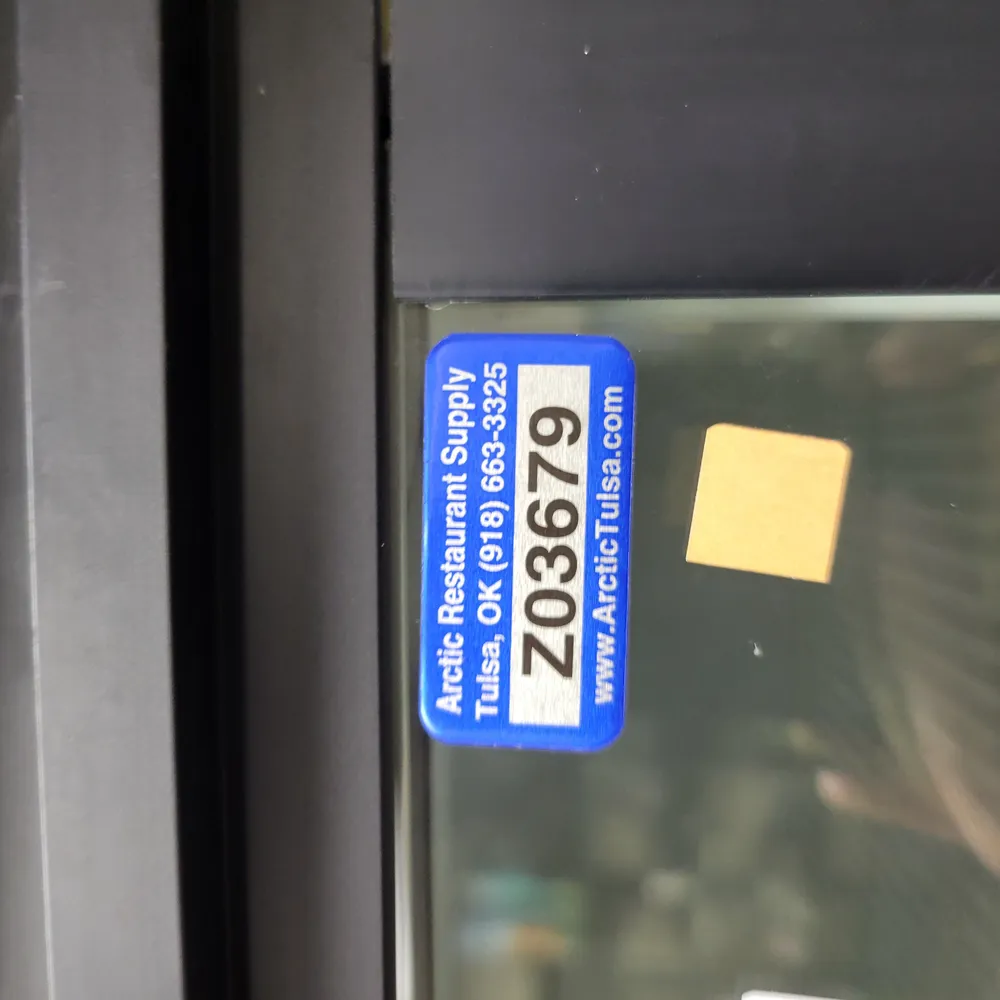 Arctic Restaurant Supply
Tulsa, OK (918) 663-3325
Z03679
www.ArcticTulsa.com